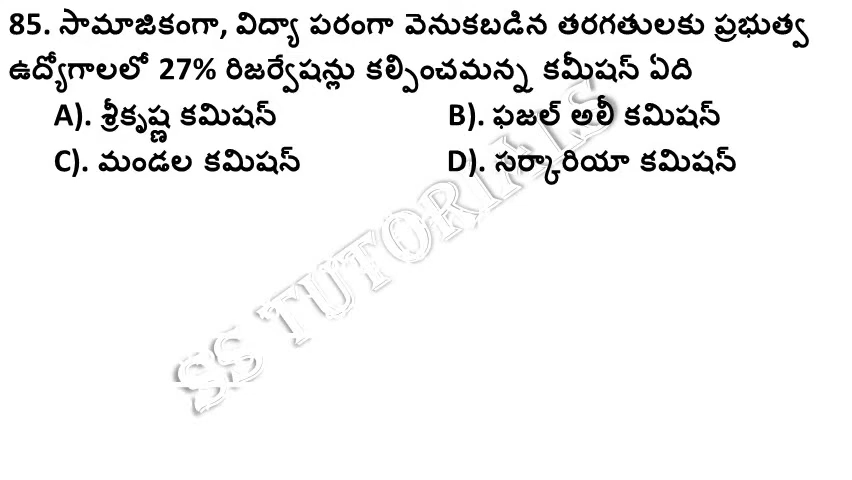 85. సామాజికంగా, విద్యా పరంగా వెనుకబడిన తరగతులకు ప్రభుత్వ
ఉద్యోగాలలో 27% రిజర్వేషన్లు కల్పించమన్న కమీషన్ ఏది
A). శ్రీకృష్ణ కమిషన్ B). ఫజల్ అలీ కమిషన్
C). మండల కమిషన్ D). సర్కారియా కమిషన్
SS TUTORIALS